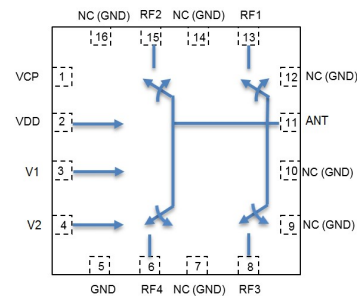 NC (GND) RF2 NC (GND) RF1
16 15 14 13
VCP 1 12 NC (GND)
VDD 2 11 ANT
V1 3 10 NC (GND)
V2 4 9 NC (GND)
5 6 7 8
GND RF4 NC (GND) RF3